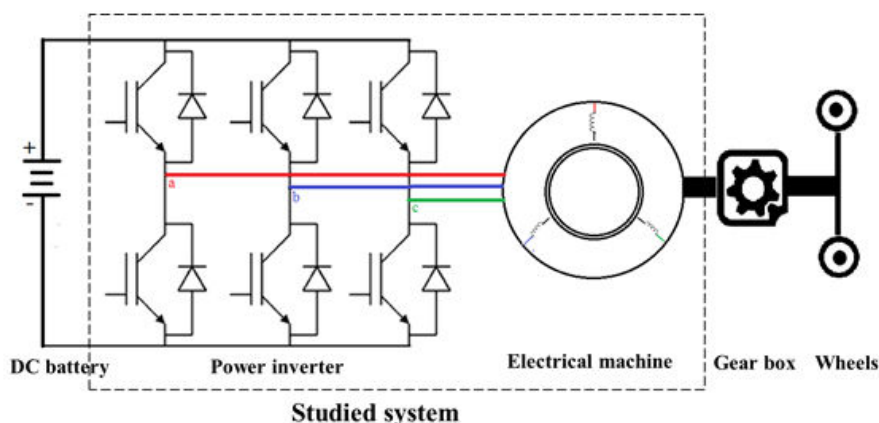 +
-
a
b
c
DC battery
Power inverter
Electrical machine
Gear box
Wheels
Studied system